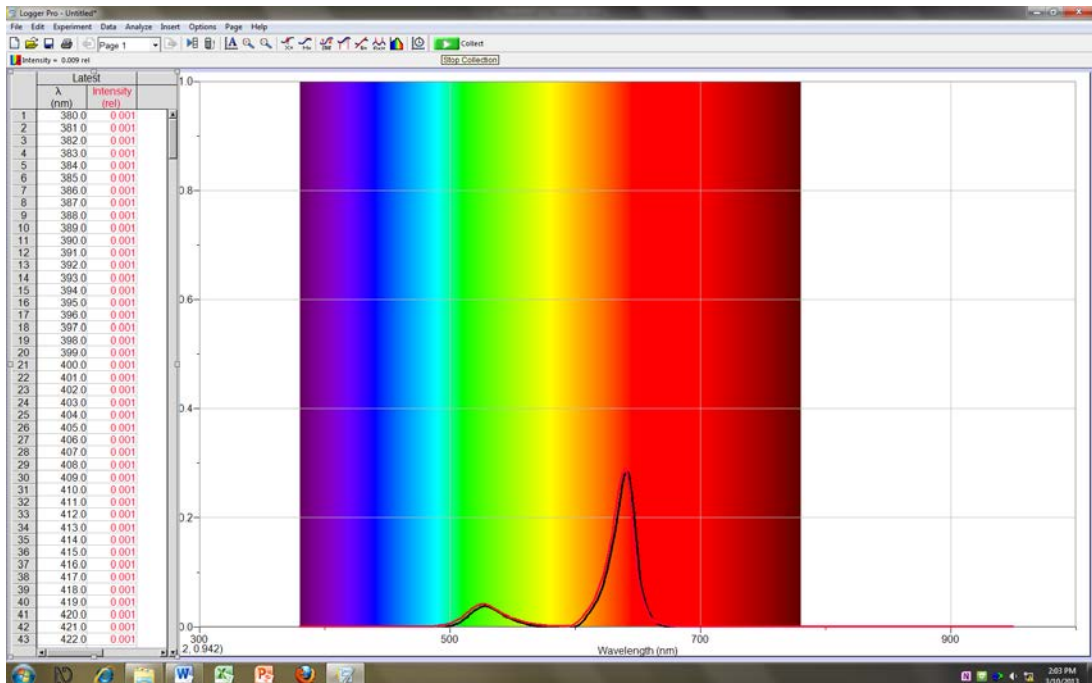 Logger Pro - Untitled*
File Edit Experiment Data Analyze Insert Options Page Help
Page 1
Collect
Intensity = 0.009 rel
Stop Collection
Latest
λ Intensity
(nm) (rel)
1 380.0 0.001
2 381.0 0.001
3 382.0 0.001
4 383.0 0.001
5 384.0 0.001
6 385.0 0.001
7 386.0 0.001
8 387.0 0.001
9 388.0 0.001
10 389.0 0.001
11 390.0 0.001
12 391.0 0.001
13 392.0 0.001
14 393.0 0.001
15 394.0 0.001
16 395.0 0.001
17 396.0 0.001
18 397.0 0.001
19 398.0 0.001
20 399.0 0.001
21 400.0 0.001
22 401.0 0.001
23 402.0 0.001
24 403.0 0.001
25 404.0 0.001
26 405.0 0.001
27 406.0 0.001
28 407.0 0.001
29 408.0 0.001
30 409.0 0.001
31 410.0 0.001
32 411.0 0.001
33 412.0 0.001
34 413.0 0.001
35 414.0 0.001
36 415.0 0.001
37 416.0 0.001
38 417.0 0.001
39 418.0 0.001
40 419.0 0.001
41 420.0 0.001
42 421.0 0.001
43 422.0 0.001
1.0
0.8
0.6
0.4
0.2
0.0
300 500 700 900
2, 0.942)
Wavelength (nm)
2:03 PM
3/10/2013